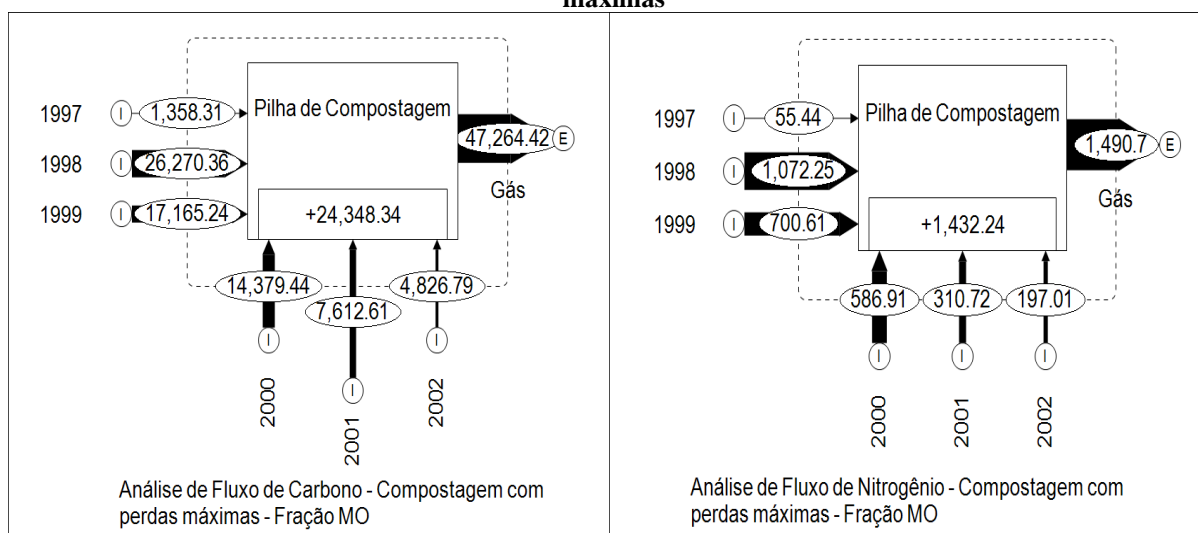 máximas
1997
I
1,358.31
Pilha de Compostagem
47,264.42
E
1998
I
26,270.36
Gás
1999
I
17,165.24
+24,348.34
14,379.44
4,826.79
7,612.61
I
I
I
2000
2001
2002
Análise de Fluxo de Carbono - Compostagem com
perdas máximas - Fração MO
1997
I
55.44
Pilha de Compostagem
1,490.7
E
1998
I
1,072.25
Gás
1999
I
700.61
+1,432.24
586.91
310.72
197.01
I
I
I
2000
2001
2002
Análise de Fluxo de Nitrogênio - Compostagem com
perdas máximas - Fração MO